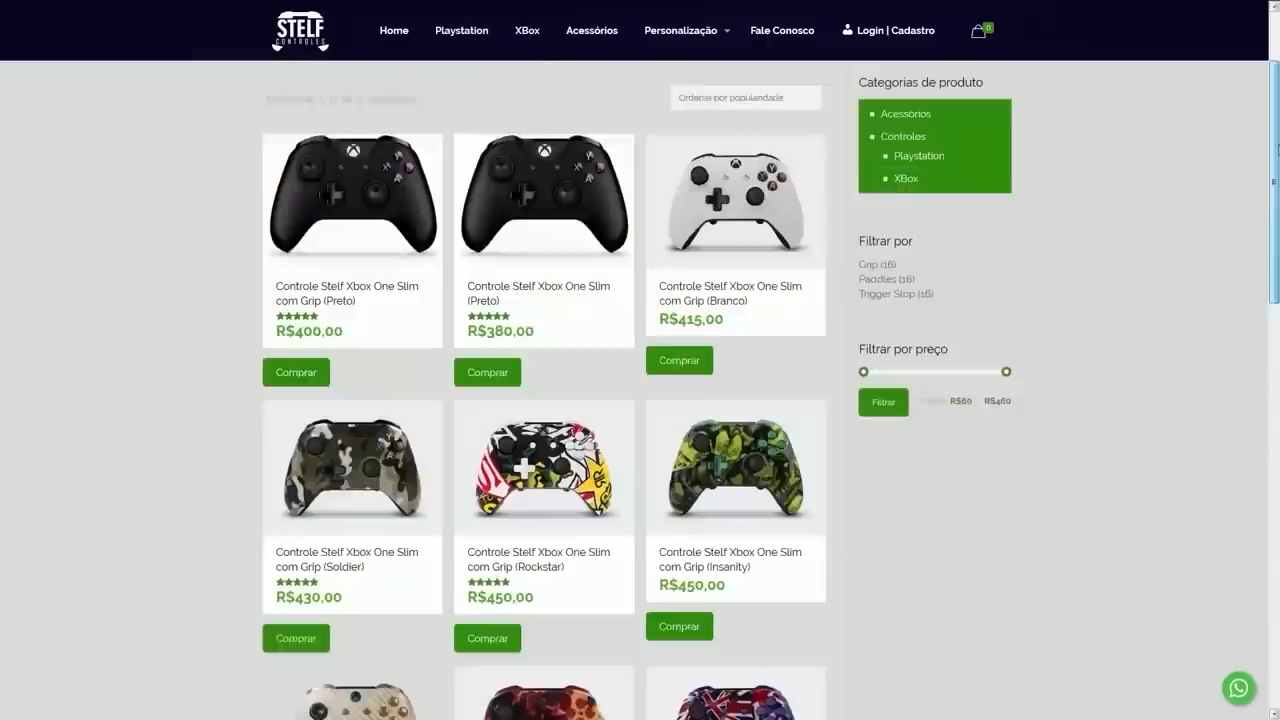 STELF
CONTROLES
Home
Playstation
XBox
Acessórios
Personalização
Fale Conosco
Login | Cadastro
0
Ordenar por popularidade
Categorias de produto
Acessórios
Controles
Playstation
XBox
Filtrar por
Grip (16)
Paddles (16)
Trigger Stop (16)
Filtrar por preço
Filtrar
R$60
R$460
Controle Stelf Xbox One Slim
com Grip (Preto)
R$400,00
Comprar
Controle Stelf Xbox One Slim
(Preto)
R$380,00
Comprar
Controle Stelf Xbox One Slim
com Grip (Branco)
R$415,00
Comprar
Controle Stelf Xbox One Slim
com Grip (Soldier)
R$430,00
Comprar
Controle Stelf Xbox One Slim
com Grip (Rockstar)
R$450,00
Comprar
Controle Stelf Xbox One Slim
com Grip (Insanity)
R$450,00
Comprar